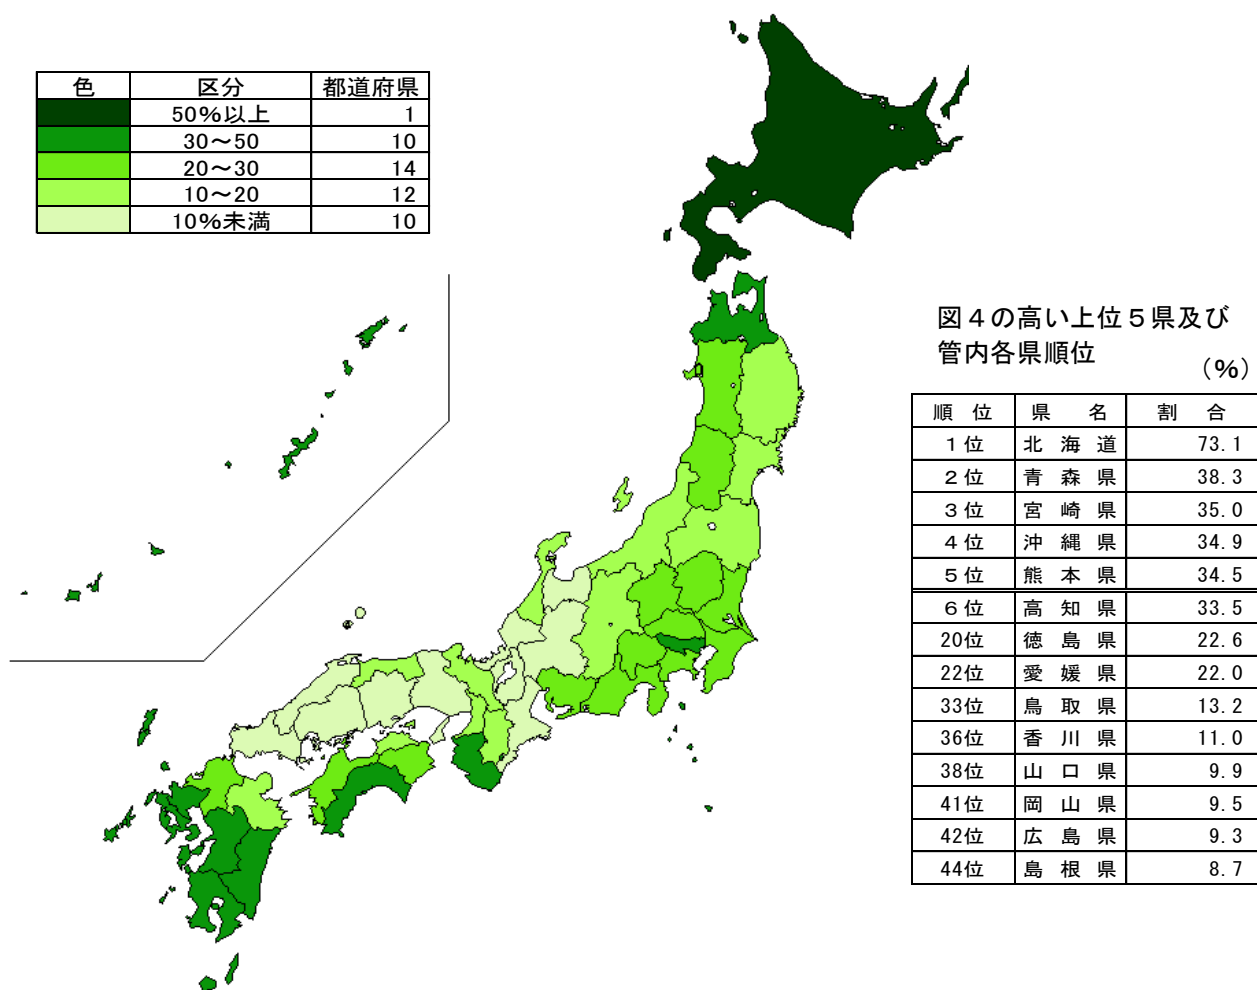 色 区分 都道府県
50%以上 1
30～50 10
20～30 14
10～20 12
10%未満 10
図４の高い上位５県及び
管内各県順位
（%）
順位 県名 割合
1位 北海道 73.1
2位 青森県 38.3
3位 宮崎県 35.0
4位 沖縄県 34.9
5位 熊本県 34.5
6位 高知県 33.5
20位 徳島県 22.6
22位 愛媛県 22.0
33位 鳥取県 13.2
36位 香川県 11.0
38位 山口県 9.9
41位 岡山県 9.5
42位 広島県 9.3
44位 島根県 8.7